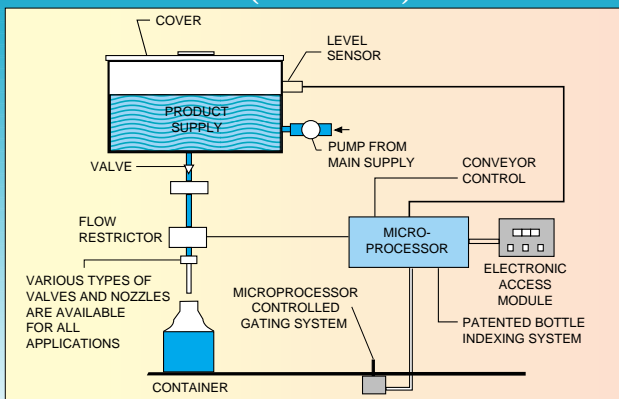 COVER
LEVEL
SENSOR
PRODUCT
SUPPLY
PUMP FROM
MAIN SUPPLY
VALVE
CONVEYOR
CONTROL
FLOW
RESTRICTOR
MICRO-
PROCESSOR
ELECTRONIC
ACCESS
MODULE
VARIOUS TYPES OF
VALVES AND NOZZLES
ARE AVAILABLE
FOR ALL
APPLICATIONS
MICROPROCESSOR
CONTROLLED
GATING SYSTEM
PATENTED BOTTLE
INDEXING SYSTEM
CONTAINER